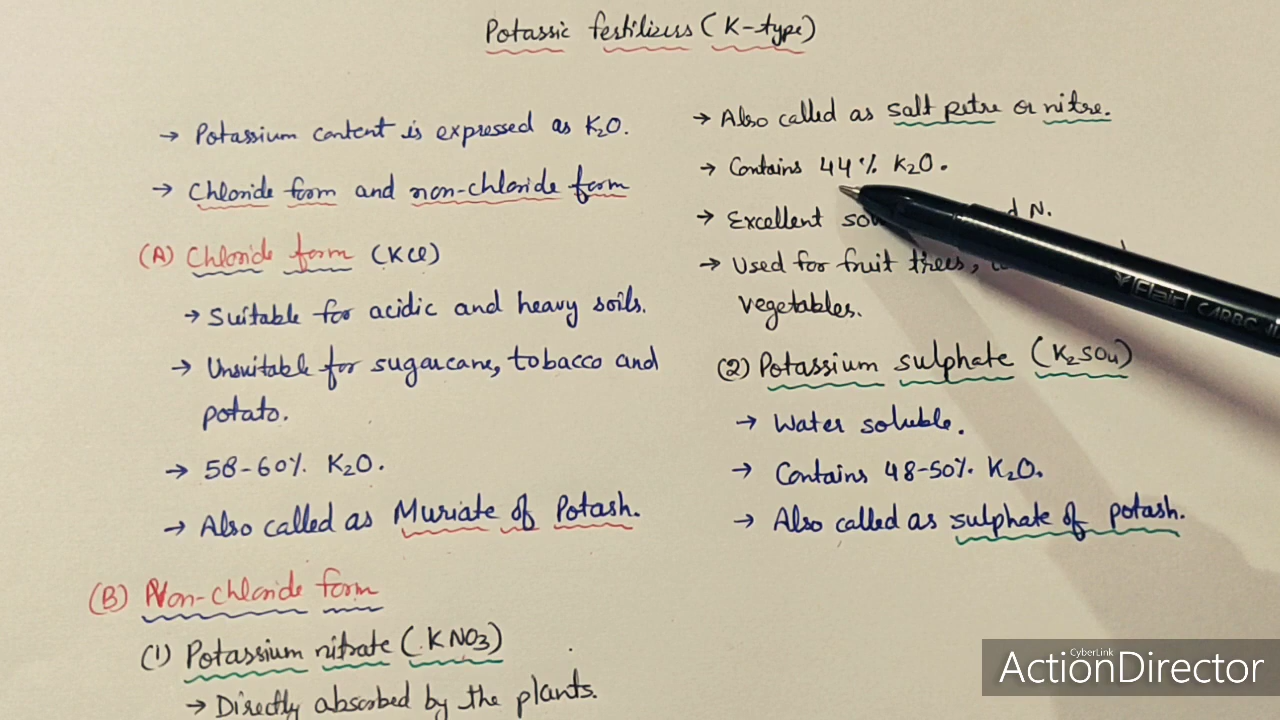 Potassic fertilizers (K-type)
→ Potassium content is expressed as K2O.
→ Chloride form and non-chloride form
(A) Chloride form (KCl)
→ Suitable for acidic and heavy soils.
→ Unsuitable for sugarcane, tobacco and
potato.
→ 58-60% K2O.
→ Also called as Muriate of Potash.
(B) Non-chloride form
(1) Potassium nitrate (KNO3)
→ Directly absorbed by the plants.
→ Also called as salt petre or nitre.
→ Contains 44% K2O.
→ Excellent N.
→ Used for fruit trees,
vegetables.
(2) Potassium sulphate (K2SO4)
→ Water soluble.
→ Contains 48-50% K2O.
→ Also called as sulphate of potash.
Flair
CyberLink
ActionDirector